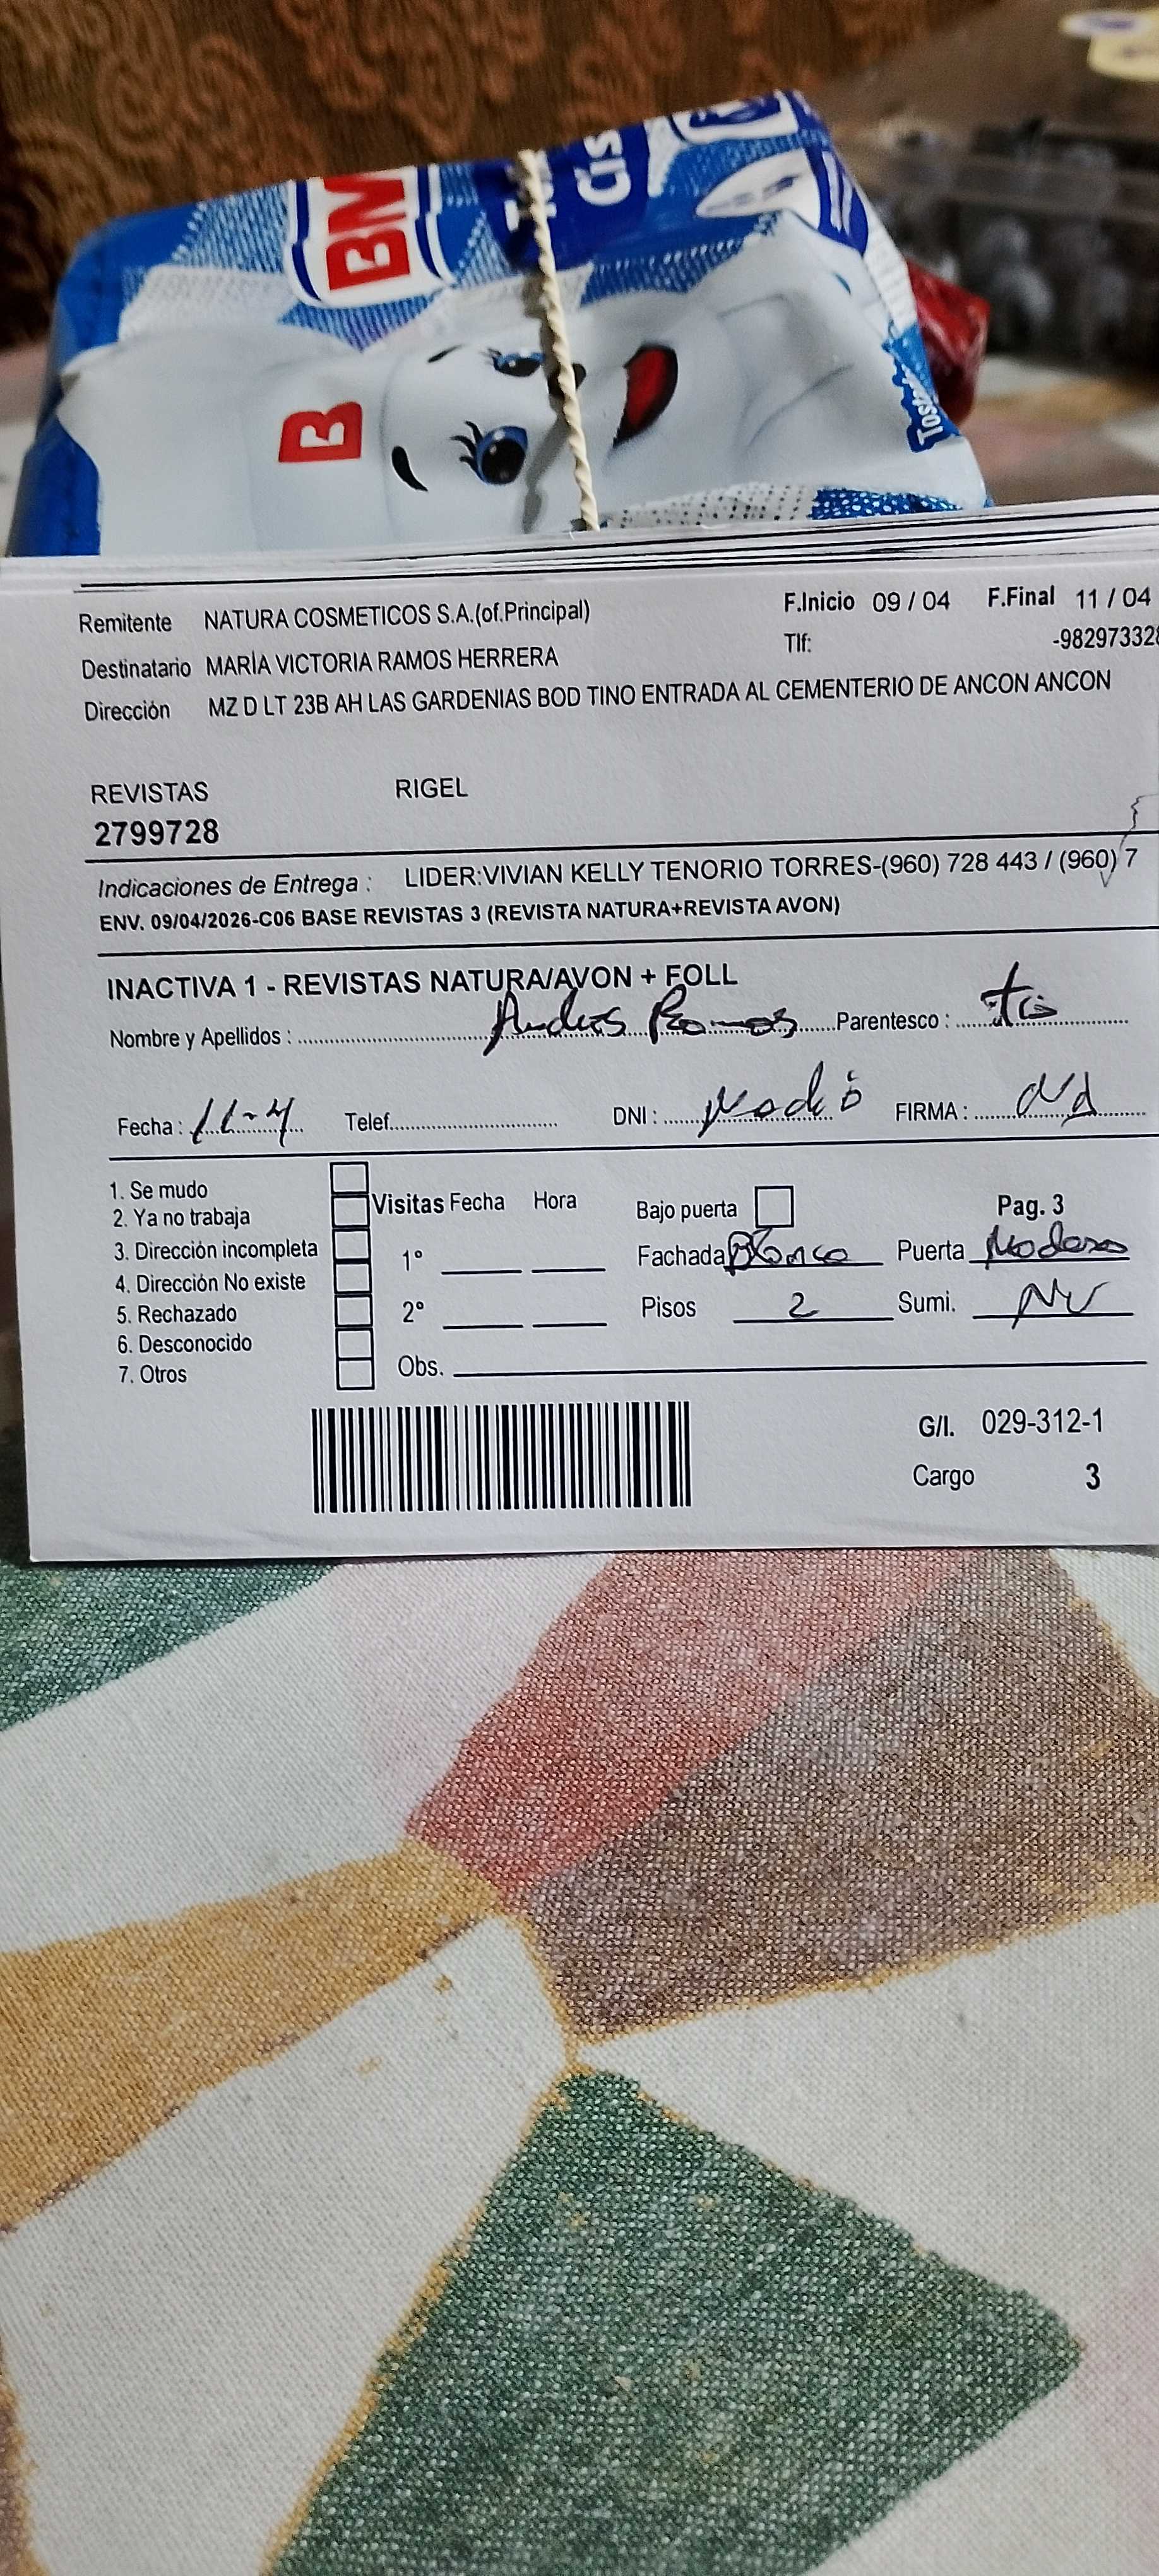 BM
B
Remitente NATURA COSMETICOS S.A.(of.Principal) F.Inicio 09 / 04 F.Final 11 / 04
Tlf: -98297332
Destinatario MARÍA VICTORIA RAMOS HERRERA
Dirección MZ D LT 23B AH LAS GARDENIAS BOD TINO ENTRADA AL CEMENTERIO DE ANCON ANCON
REVISTAS RIGEL
2799728
Indicaciones de Entrega : LIDER:VIVIAN KELLY TENORIO TORRES-(960) 728 443 / (960) 7
ENV. 09/04/2026-C06 BASE REVISTAS 3 (REVISTA NATURA+REVISTA AVON)
INACTIVA 1 - REVISTAS NATURA/AVON + FOLL
Nombre y Apellidos : Ramos Parentesco :
Fecha : 11-4 Telef. DNI : FIRMA :
1. Se mudo
2. Ya no trabaja
3. Dirección incompleta
4. Dirección No existe
5. Rechazado
6. Desconocido
7. Otros
Visitas Fecha Hora
1°
2°
Obs.
Bajo puerta Pag. 3
Fachada Blanco Puerta
Pisos 2 Sumi.
G/I. 029-312-1
Cargo 3